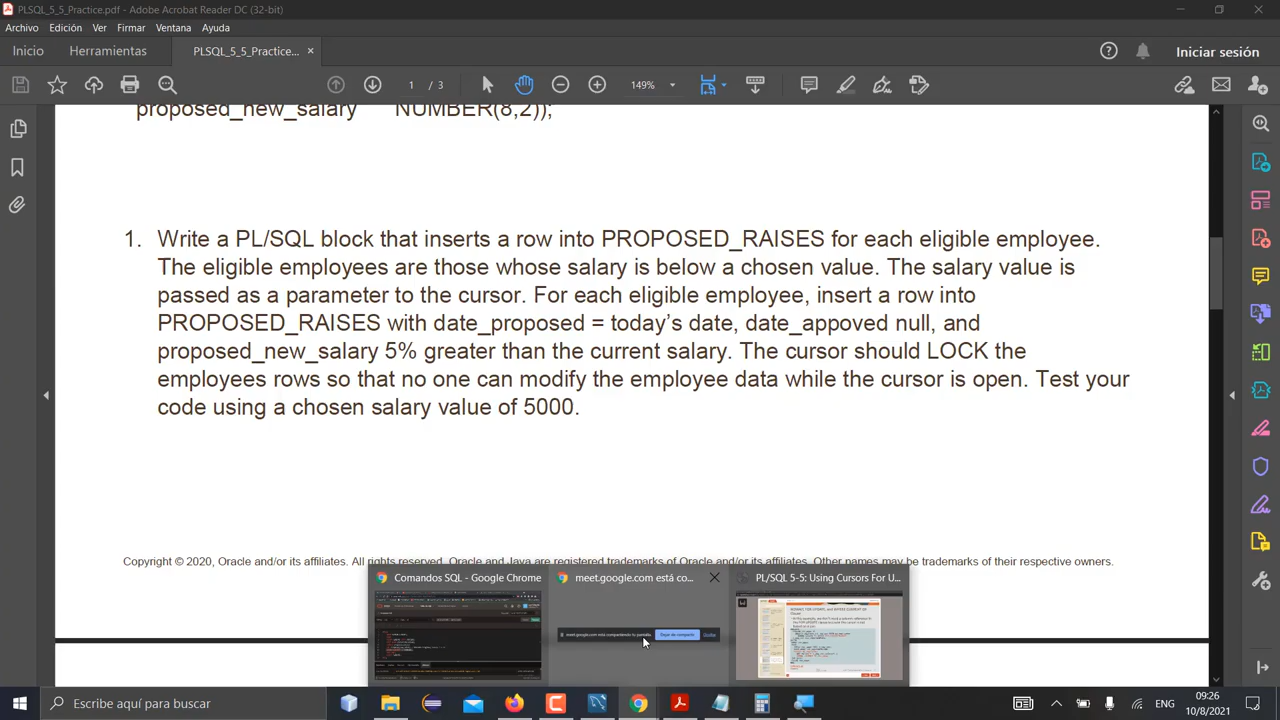 PLSQL_5_5_Practice.pdf - Adobe Acrobat Reader DC (32-bit)
Archivo Edición Ver Firmar Ventana Ayuda
Inicio Herramientas PLSQL_5_5_Practice... × Iniciar sesión
1 / 3 149%
proposed_new_salary NUMBER(8,2));
1. Write a PL/SQL block that inserts a row into PROPOSED_RAISES for each eligible employee.
The eligible employees are those whose salary is below a chosen value. The salary value is
passed as a parameter to the cursor. For each eligible employee, insert a row into
PROPOSED_RAISES with date_proposed = today's date, date_appoved null, and
proposed_new_salary 5% greater than the current salary. The cursor should LOCK the
employees rows so that no one can modify the employee data while the cursor is open. Test your
code using a chosen salary value of 5000.
Copyright © 2020, Oracle and/or its affiliates. All rights reserved. Oracle and Java are registered trademarks of Oracle and/or its affiliates. Other names may be trademarks of their respective owners.
Comandos SQL - Google Chrome meet.google.com está co... PL/SQL 5-5: Using Cursors For U...
Escribe aquí para buscar
09:26
10/8/2021